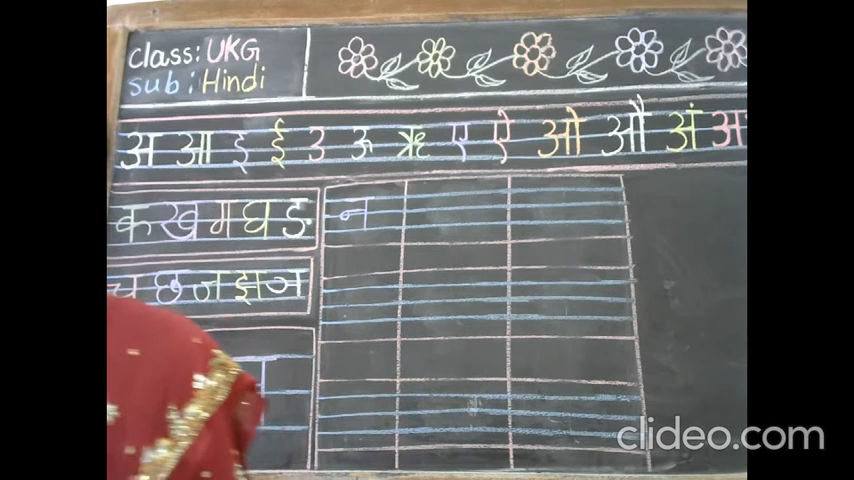 class: UKG
sub: Hindi
अ आ इ ई उ ऊ ऋ ए ऐ ओ औ अं अ
क ख ग घ ङ
न
च छ ज झ ञ
clideo.com